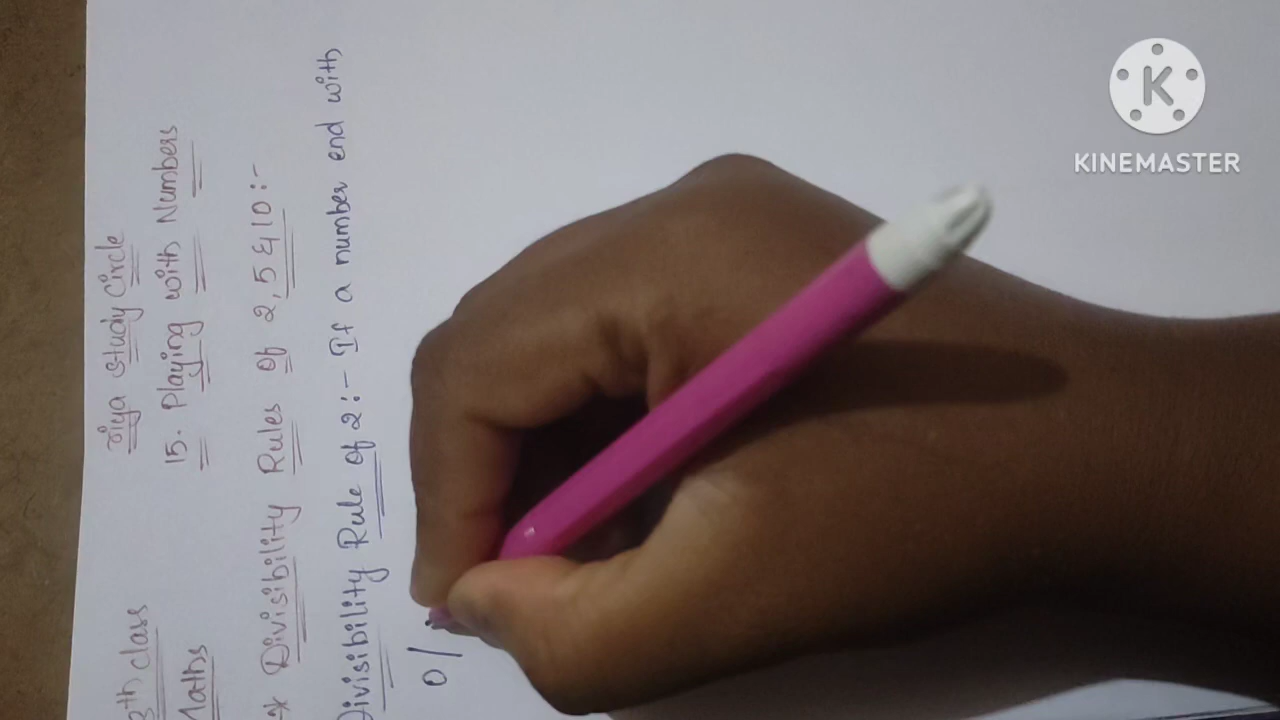 riya study Circle
8th class
15. Playing with Numbers
Maths
* Divisibility Rules of 2, 5 & 10:-
Divisibility Rule of 2:- If a number end with
0/
KINEMASTER